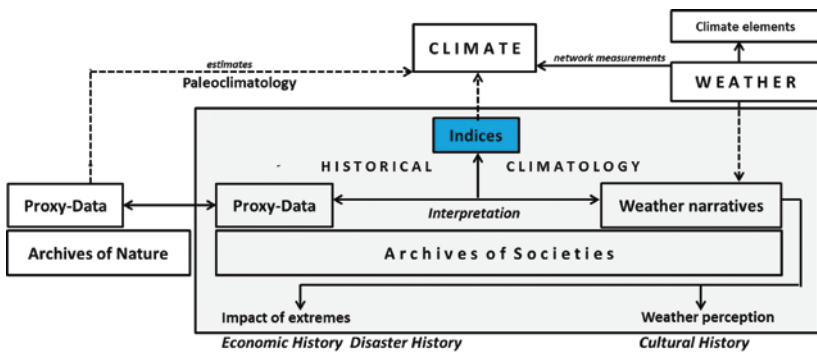 Climate elements
CLIMATE
estimates
network measurements
Paleoclimatology
WEATHER
Indices
HISTORICAL CLIMATOLOGY
Proxy-Data
Proxy-Data
Interpretation
Weather narratives
Archives of Nature
Archives of Societies
Impact of extremes
Weather perception
Economic History Disaster History
Cultural History